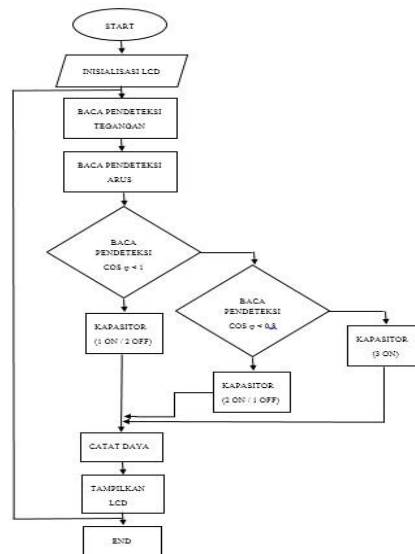 START
INISIALISASI LCD
BACA PENDETEKSI
TEGANGAN
BACA PENDETEKSI
ARUS
BACA
PENDETEKSI
COS φ < 1
BACA
PENDETEKSI
COS φ < 0,8
KAPASITOR
(1 ON / 2 OFF)
KAPASITOR
(3 ON)
KAPASITOR
(2 ON / 1 OFF)
CATAT DAYA
TAMPILKAN
LCD
END